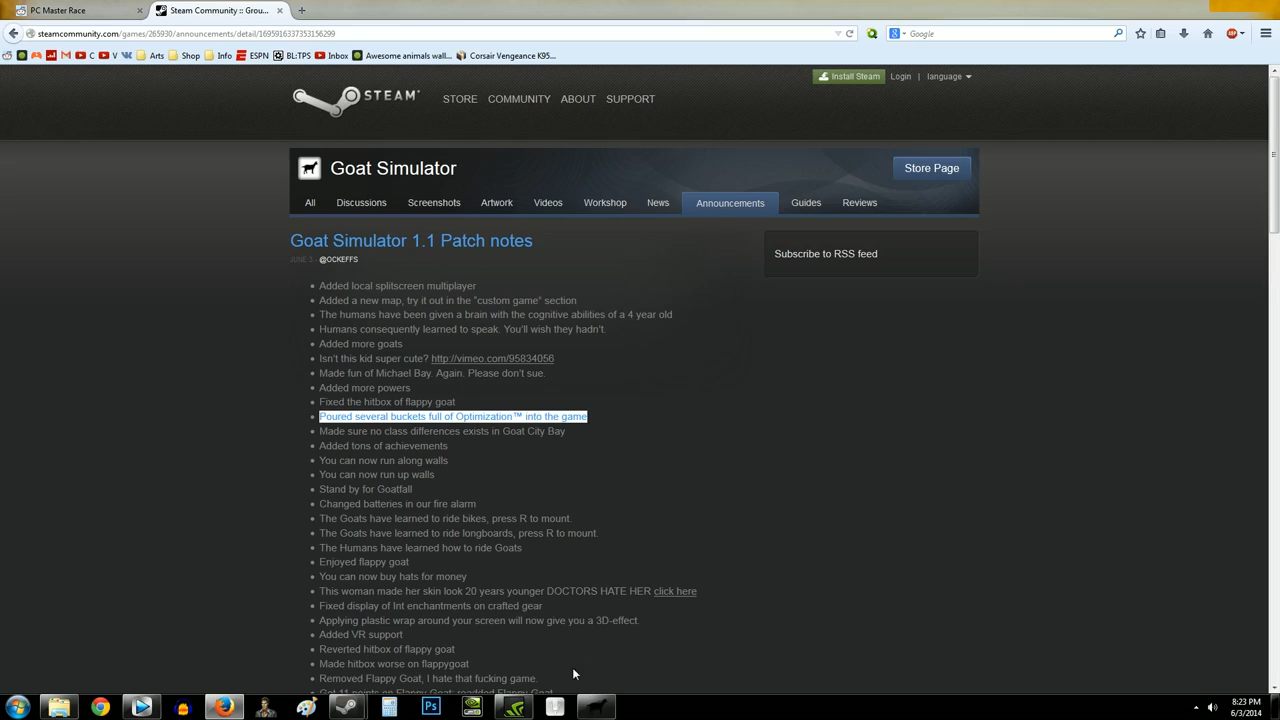 PC Master Race
Steam Community :: Grou...
steamcommunity.com/games/265930/announcements/detail/1695916337353156299
Google
C
V
Arts
Shop
Info
ESPN
BL:TPS
Inbox
Awesome animals wall...
Corsair Vengeance K95...
Install Steam
Login | language
STEAM
STORE COMMUNITY ABOUT SUPPORT
Goat Simulator
Store Page
All Discussions Screenshots Artwork Videos Workshop News Announcements Guides Reviews
Goat Simulator 1.1 Patch notes
JUNE 3 - @OCKEFFS
Subscribe to RSS feed
Added local splitscreen multiplayer
Added a new map, try it out in the "custom game" section
The humans have been given a brain with the cognitive abilities of a 4 year old
Humans consequently learned to speak. You'll wish they hadn't.
Added more goats
Isn't this kid super cute? http://vimeo.com/95834056
Made fun of Michael Bay. Again. Please don't sue.
Added more powers
Fixed the hitbox of flappy goat
Poured several buckets full of Optimization™ into the game
Made sure no class differences exists in Goat City Bay
Added tons of achievements
You can now run along walls
You can now run up walls
Stand by for Goatfall
Changed batteries in our fire alarm
The Goats have learned to ride bikes, press R to mount.
The Goats have learned to ride longboards, press R to mount.
The Humans have learned how to ride Goats
Enjoyed flappy goat
You can now buy hats for money
This woman made her skin look 20 years younger DOCTORS HATE HER click here
Fixed display of Int enchantments on crafted gear
Applying plastic wrap around your screen will now give you a 3D-effect.
Added VR support
Reverted hitbox of flappy goat
Made hitbox worse on flappygoat
Removed Flappy Goat, I hate that fucking game.
Got 11 points on Flappy Goat; readded Flappy Goat
Ps
8:23 PM
6/3/2014